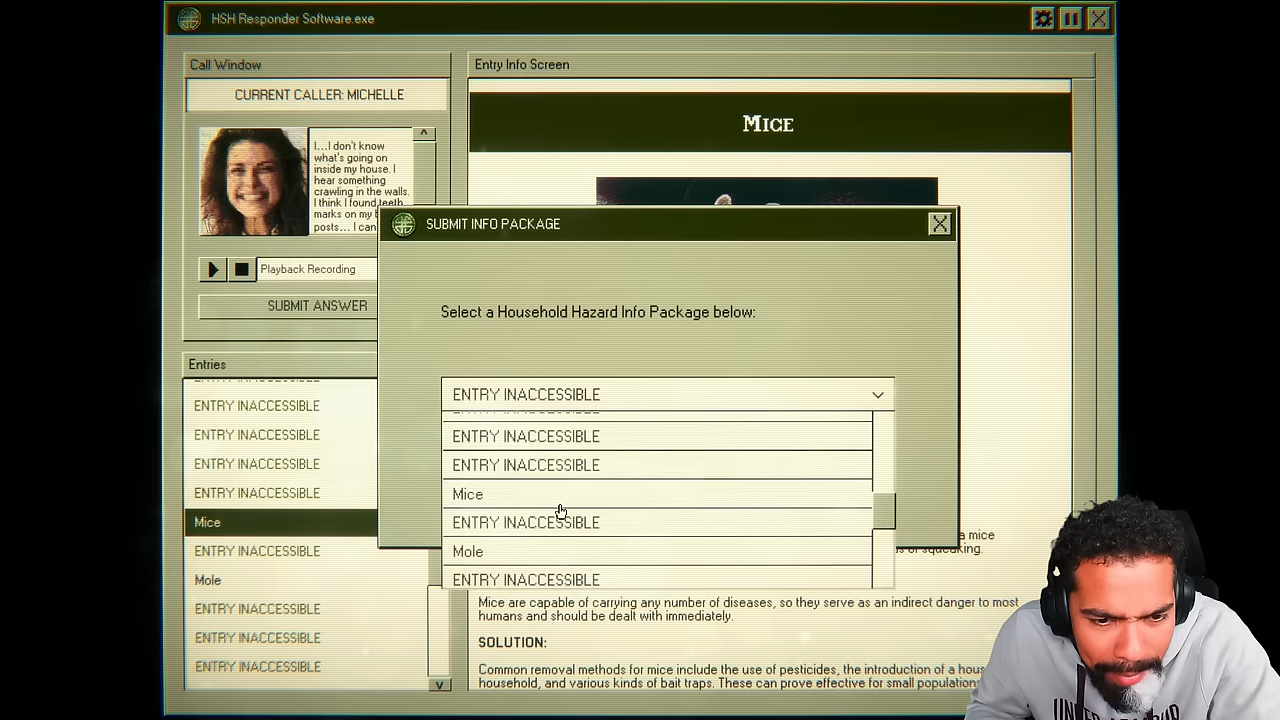 HSH Responder Software.exe
Call Window
CURRENT CALLER: MICHELLE
I...I don't know
what's going on
inside my house. I
hear something
crawling in the walls.
I think I found teeth
marks on my
posts... I can
Playback Recording
SUBMIT ANSWER
Entries
ENTRY INACCESSIBLE
ENTRY INACCESSIBLE
ENTRY INACCESSIBLE
ENTRY INACCESSIBLE
Mice
ENTRY INACCESSIBLE
Mole
ENTRY INACCESSIBLE
ENTRY INACCESSIBLE
ENTRY INACCESSIBLE
Entry Info Screen
MICE
SUBMIT INFO PACKAGE
Select a Household Hazard Info Package below:
ENTRY INACCESSIBLE
ENTRY INACCESSIBLE
ENTRY INACCESSIBLE
Mice
ENTRY INACCESSIBLE
Mole
ENTRY INACCESSIBLE
a mice
of squeaking.
Mice are capable of carrying any number of diseases, so they serve as an indirect danger to most
humans and should be dealt with immediately.
SOLUTION:
Common removal methods for mice include the use of pesticides, the introduction of a
household, and various kinds of bait traps. These can prove effective for small